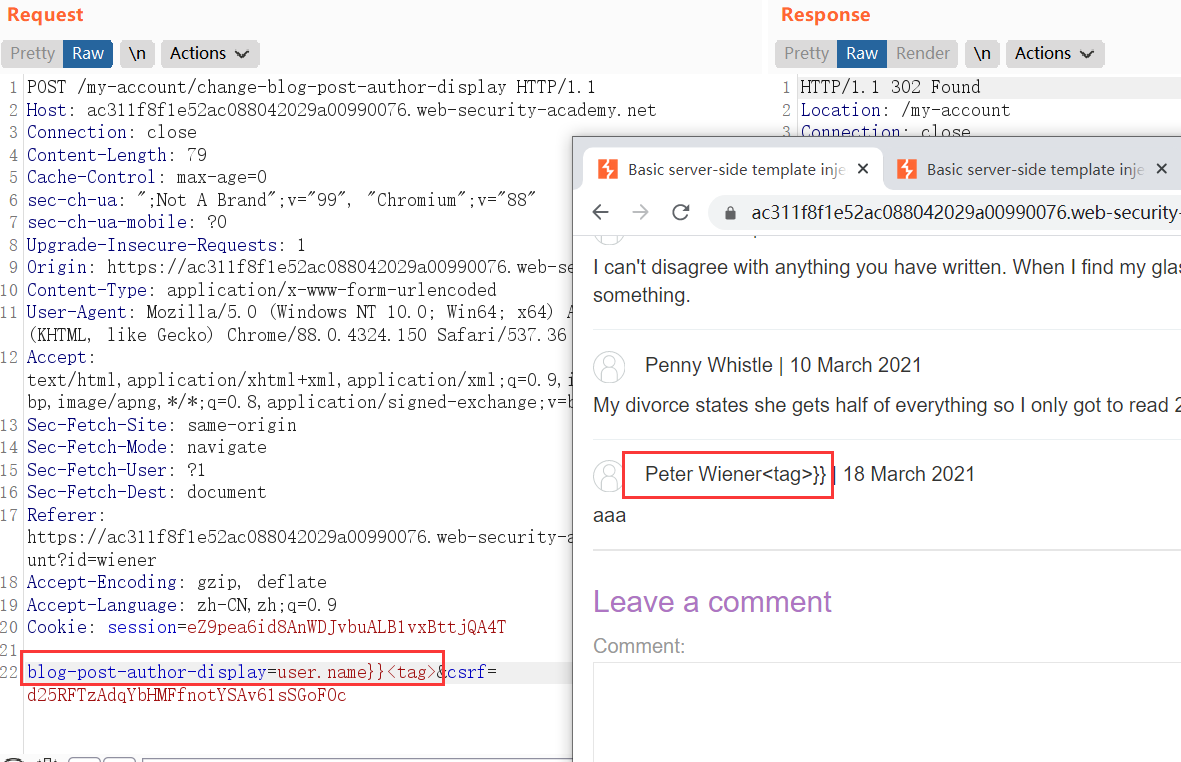 Request
Response
Pretty Raw \n Actions
Pretty Raw Render \n Actions
1 POST /my-account/change-blog-post-author-display HTTP/1.1
2 Host: ac311f8f1e52ac088042029a00990076.web-security-academy.net
3 Connection: close
4 Content-Length: 79
5 Cache-Control: max-age=0
6 sec-ch-ua: ";Not A Brand";v="99", "Chromium";v="88"
7 sec-ch-ua-mobile: ?0
8 Upgrade-Insecure-Requests: 1
9 Origin: https://ac311f8f1e52ac088042029a00990076.web-se
10 Content-Type: application/x-www-form-urlencoded
11 User-Agent: Mozilla/5.0 (Windows NT 10.0; Win64; x64) A
(KHTML, like Gecko) Chrome/88.0.4324.150 Safari/537.36
12 Accept:
text/html,application/xhtml+xml,application/xml;q=0.9,i
bp,image/apng,*/*;q=0.8,application/signed-exchange;v=b
13 Sec-Fetch-Site: same-origin
14 Sec-Fetch-Mode: navigate
15 Sec-Fetch-User: ?1
16 Sec-Fetch-Dest: document
17 Referer:
https://ac311f8f1e52ac088042029a00990076.web-security-a
unt?id=wiener
18 Accept-Encoding: gzip, deflate
19 Accept-Language: zh-CN,zh;q=0.9
20 Cookie: session=eZ9pea6id8AnWDJvbuALB1vxBttjQA4T
21
22 blog-post-author-display=user.name}}<tag>&csrf=
d25RFTzAdqYbHMFfnotYSAv61sSGoF0c
1 HTTP/1.1 302 Found
2 Location: /my-account
3 Connection: close
Basic server-side template inje
Basic server-side template inje
ac311f8f1e52ac088042029a00990076.web-security-
I can't disagree with anything you have written. When I find my glas
something.
Penny Whistle | 10 March 2021
My divorce states she gets half of everything so I only got to read 2
Peter Wiener<tag>}} | 18 March 2021
aaa
Leave a comment
Comment: